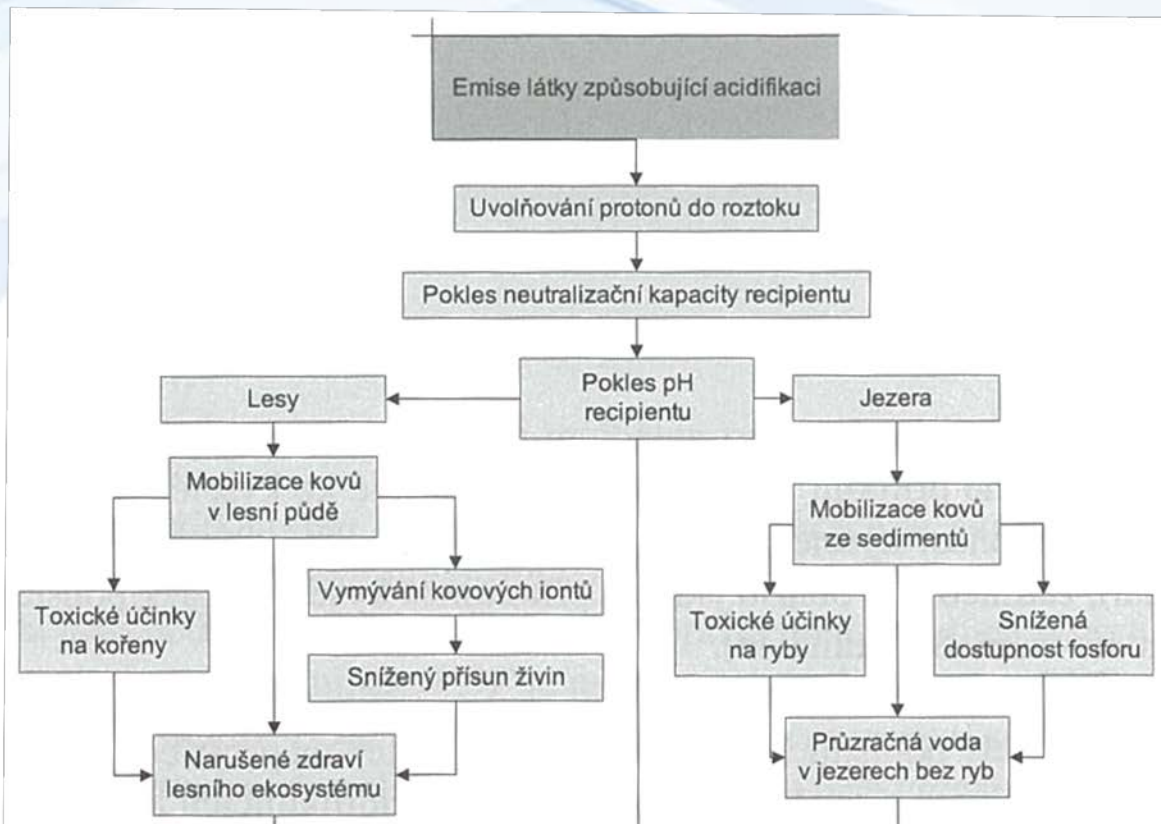 Emise látky způsobující acidifikaci
Uvolňování protonů do roztoku
Pokles neutralizační kapacity recipientu
Pokles pH
recipientu
Lesy
Mobilizace kovů
v lesní půdě
Toxické účinky
na kořeny
Vymývání kovových iontů
Snížený přísun živin
Narušené zdraví
lesního ekosystému
Jezera
Mobilizace kovů
ze sedimentů
Toxické účinky
na ryby
Snížená
dostupnost fosforu
Průzračná voda
v jezerech bez ryb